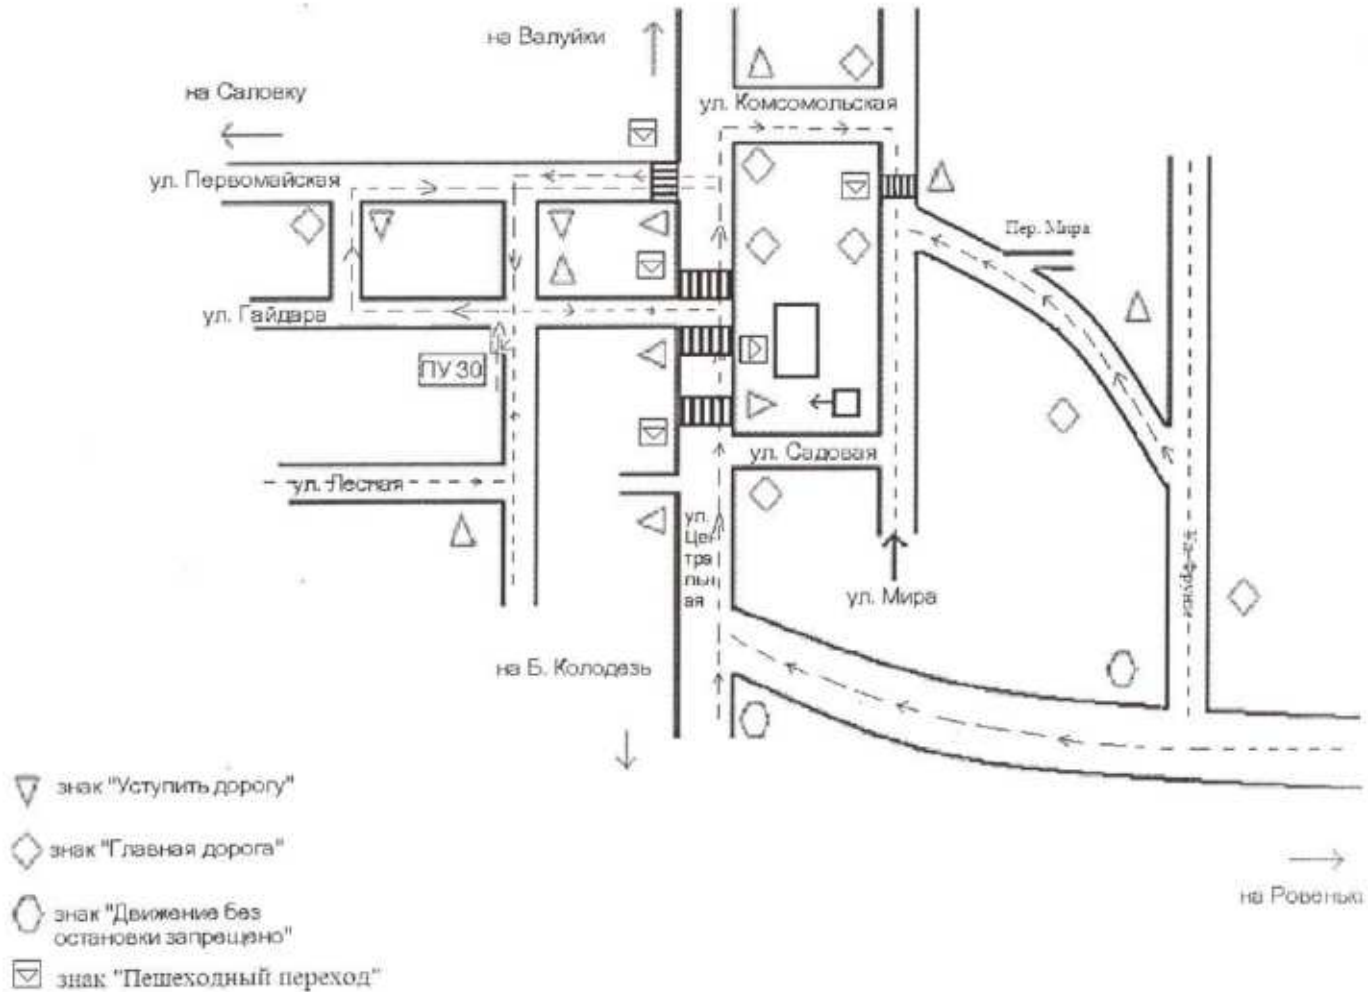 на Валуйки
на Саловку
ул. Комсомольская
ул. Первомайская
Пер. Мира
ул. Гайдара
ПУ 30
ул. Садовая
ул. Лесная
ул.
Цен
тра
льн
ая
ул. Фрунзе
ул. Мира
на Б. Колодезь
знак "Уступить дорогу"
знак "Главная дорога"
на Ровеньки
знак "Движение без
остановки запрещено"
знак "Пешеходный переход"